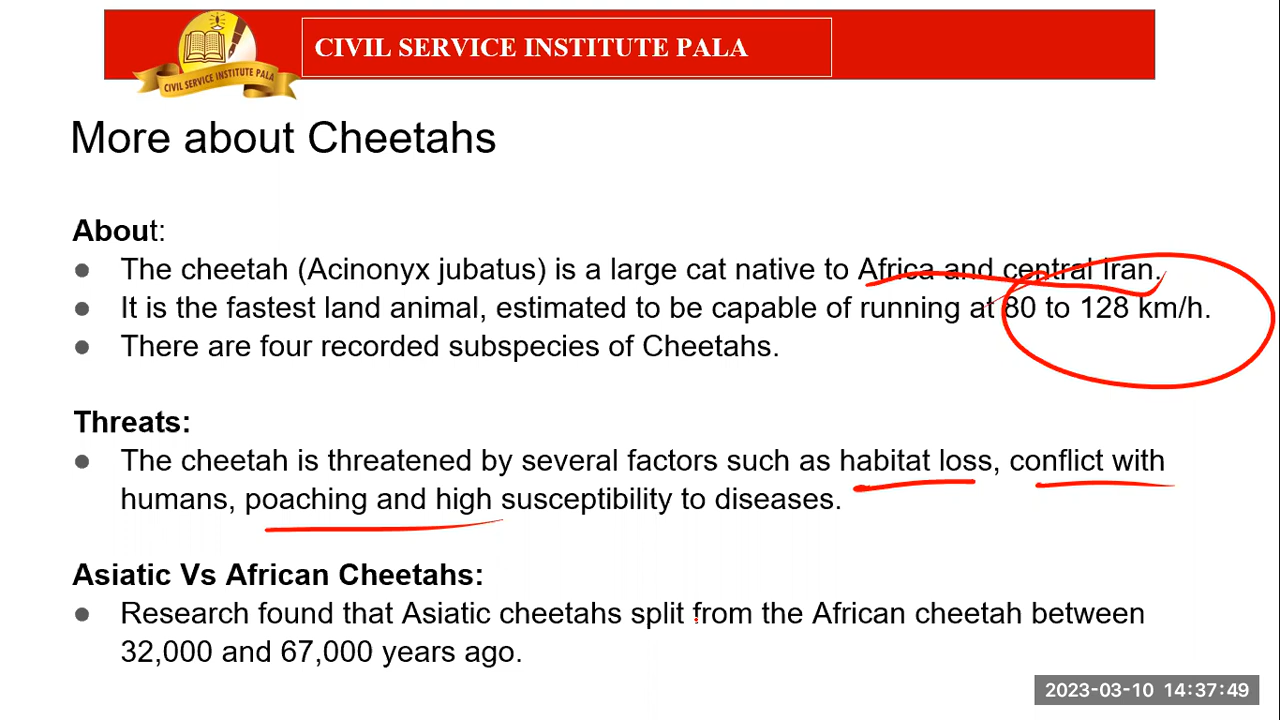 CIVIL SERVICE INSTITUTE PALA
CIVIL SERVICE INSTITUTE PALA
More about Cheetahs
About:
● The cheetah (Acinonyx jubatus) is a large cat native to Africa and central Iran.
● It is the fastest land animal, estimated to be capable of running at 80 to 128 km/h.
● There are four recorded subspecies of Cheetahs.
Threats:
● The cheetah is threatened by several factors such as habitat loss, conflict with
humans, poaching and high susceptibility to diseases.
Asiatic Vs African Cheetahs:
● Research found that Asiatic cheetahs split from the African cheetah between
32,000 and 67,000 years ago.
2023-03-10 14:37:49